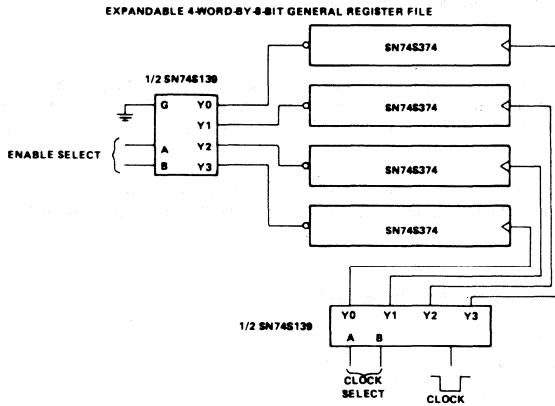 EXPANDABLE 4-WORD-BY-8-BIT GENERAL REGISTER FILE
SN74S374
1/2 SN74S139
G Y0
Y1
SN74S374
ENABLE SELECT
A Y2
B Y3
SN74S374
SN74S374
Y0 Y1 Y2 Y3
1/2 SN74S139
A B
CLOCK
SELECT
CLOCK